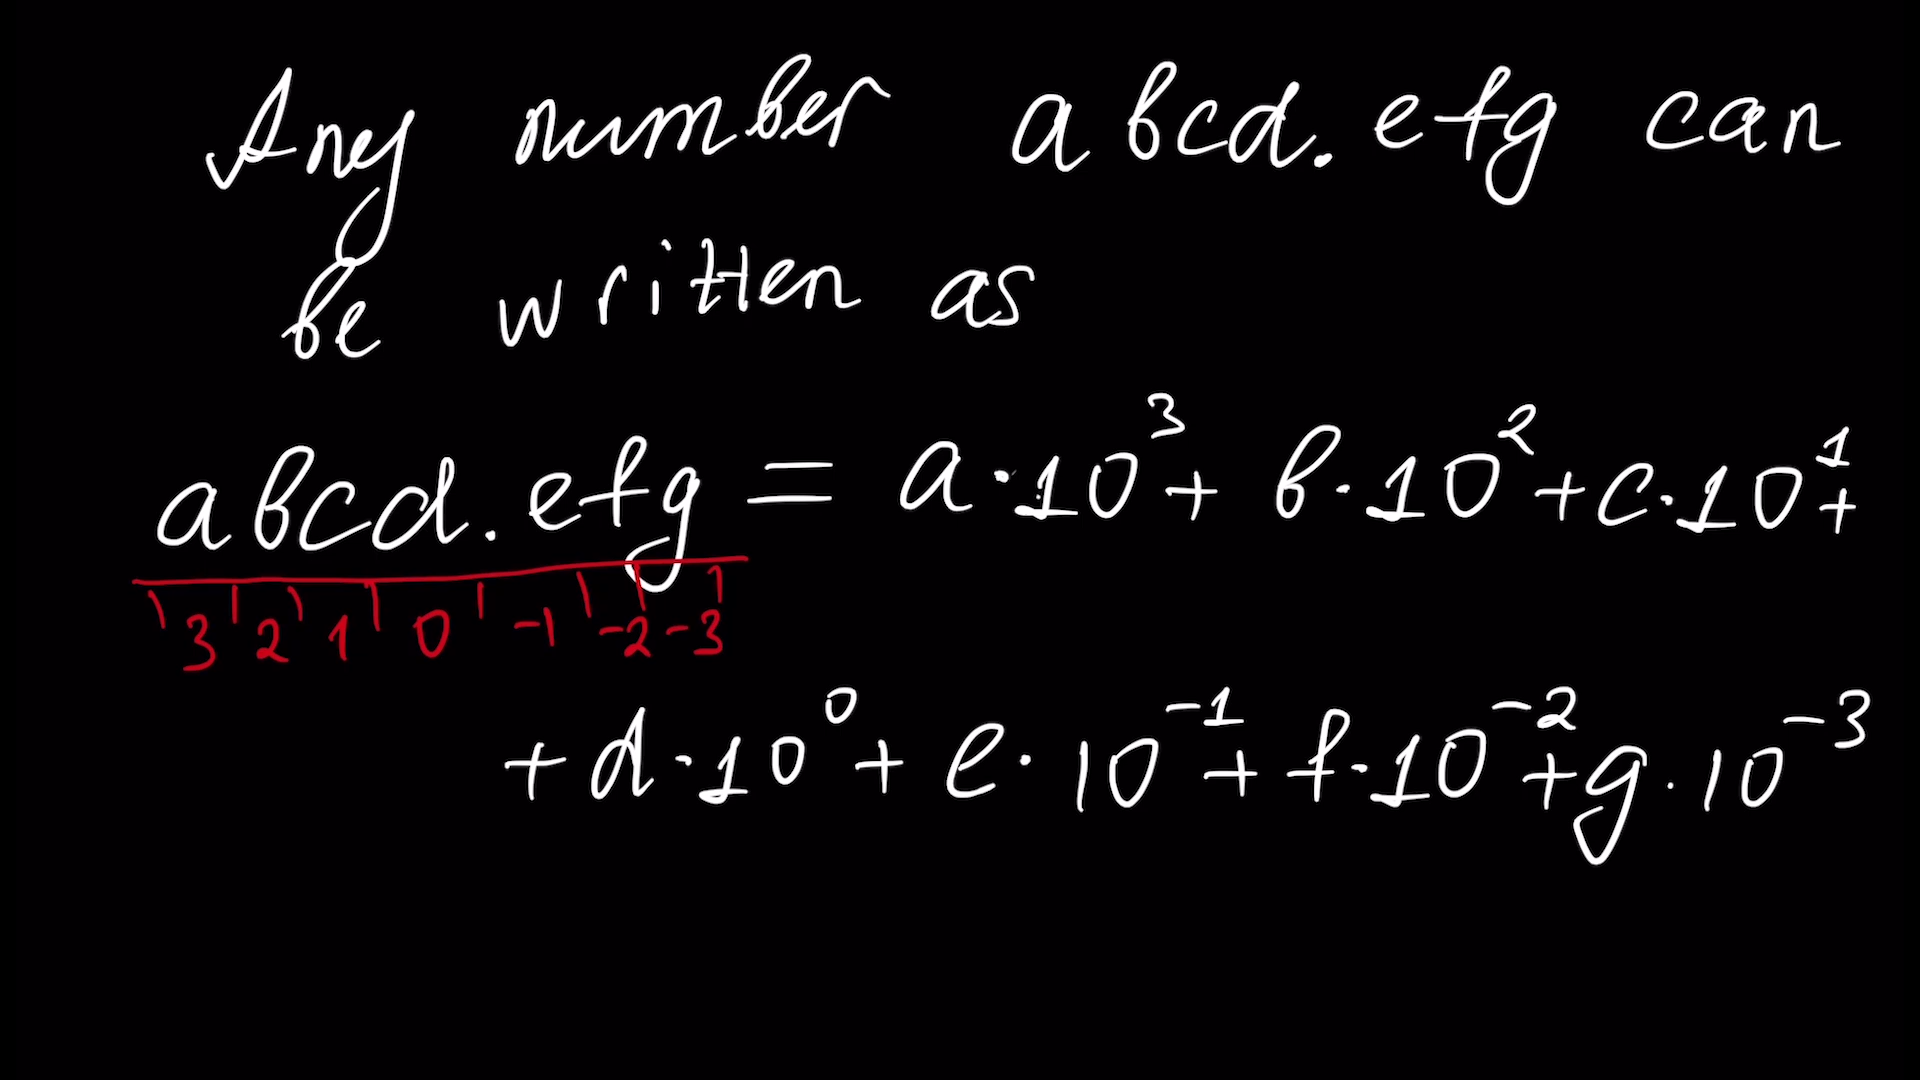 Any number abcd.efg can
be written as
abcd.efg = a·10³ + b·10² + c·10¹ +
3 2 1 0 -1 -2 -3
+ d·10⁰ + e·10⁻¹ + f·10⁻² + g·10⁻³